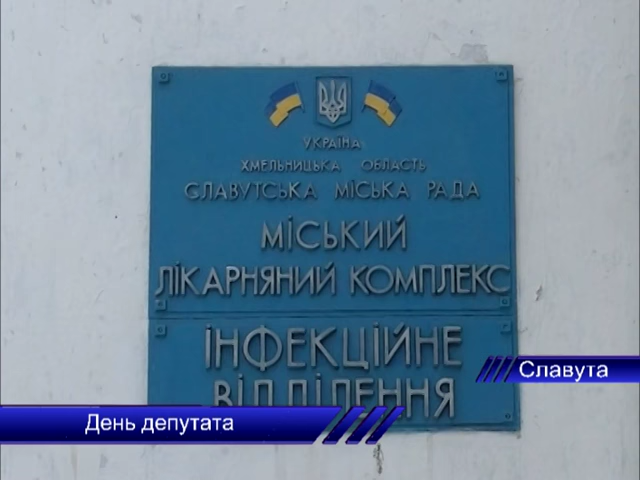 УКРАЇНА
ХМЕЛЬНИЦЬКА ОБЛАСТЬ
СЛАВУТСЬКА МІСЬКА РАДА
МІСЬКИЙ
ЛІКАРНЯНИЙ КОМПЛЕКС
ІНФЕКЦІЙНЕ
ВІДДІЛЕННЯ
Славута
День депутата